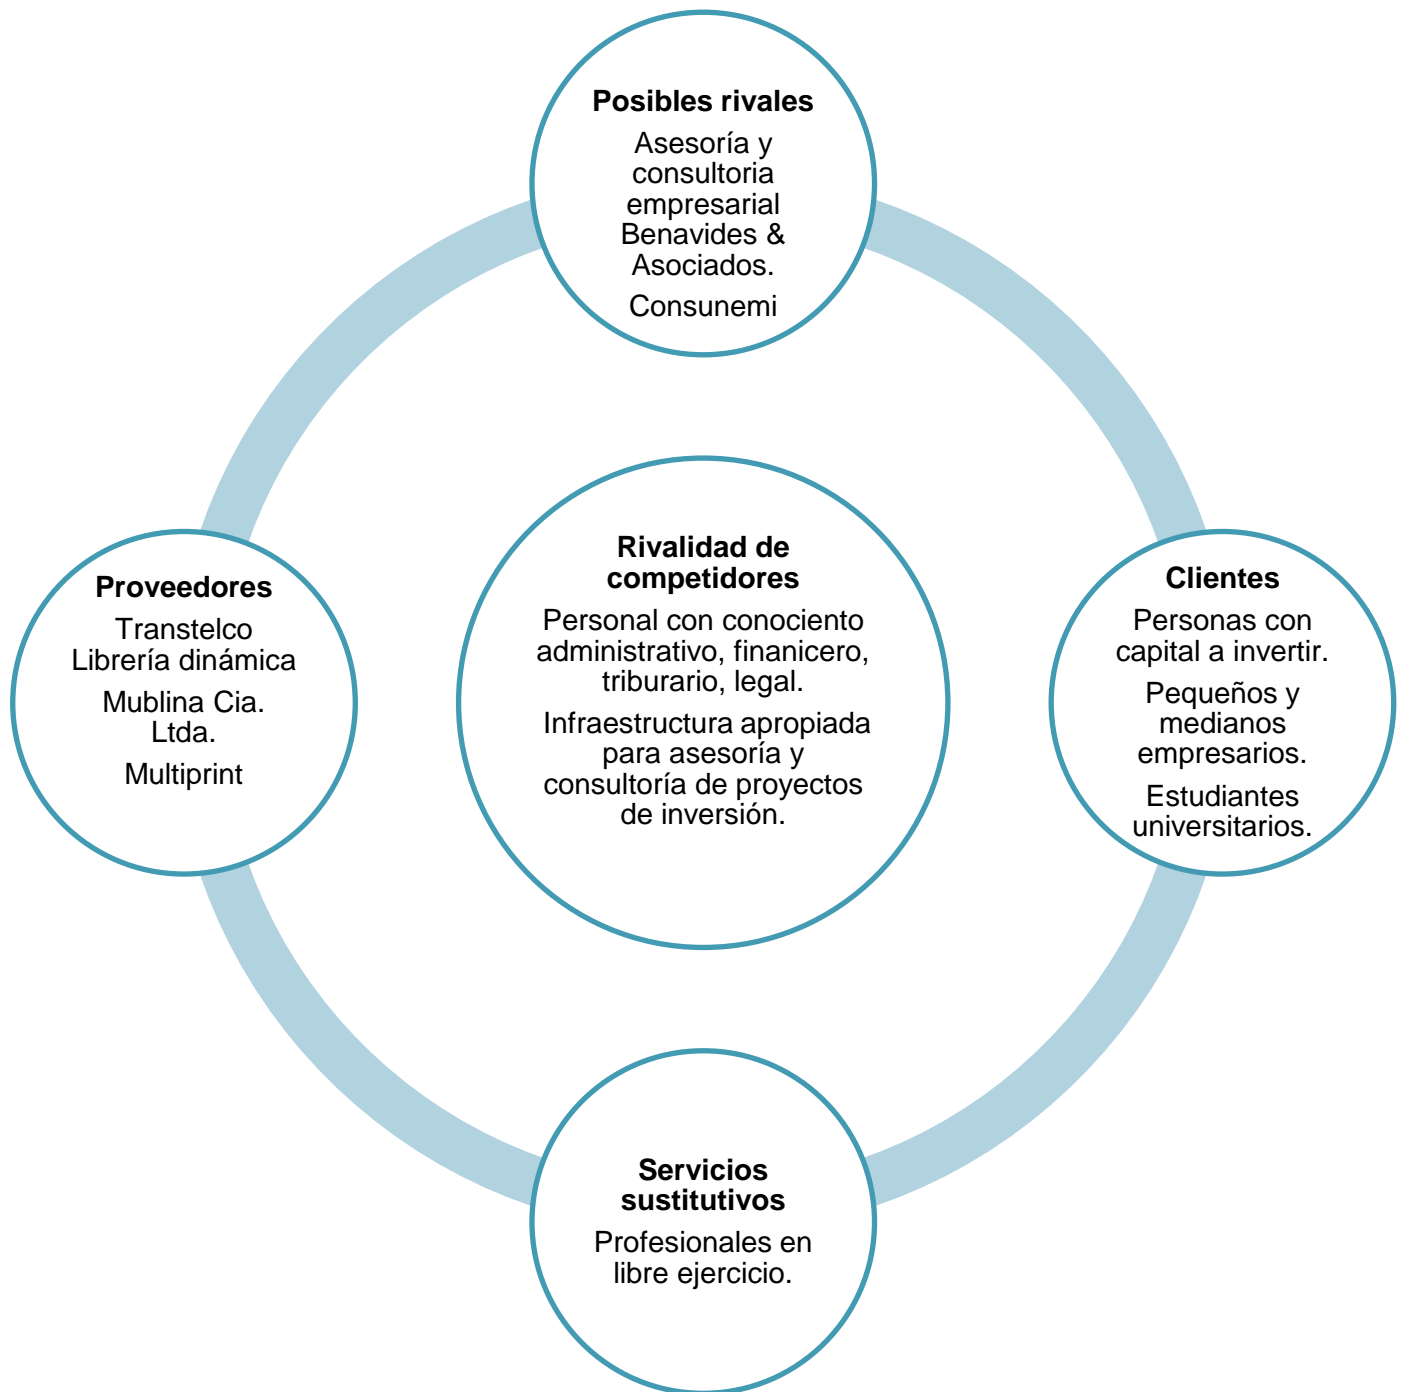 Posibles rivales
Asesoría y
consultoria
empresarial
Benavides &
Asociados.
Consunemi
Rivalidad de
competidores
Personal con conociento
administrativo, finanicero,
triburario, legal.
Infraestructura apropiada
para asesoría y
consultoría de proyectos
de inversión.
Proveedores
Transtelco
Librería dinámica
Mublina Cia.
Ltda.
Multiprint
Clientes
Personas con
capital a invertir.
Pequeños y
medianos
empresarios.
Estudiantes
universitarios.
Servicios
sustitutivos
Profesionales en
libre ejercicio.